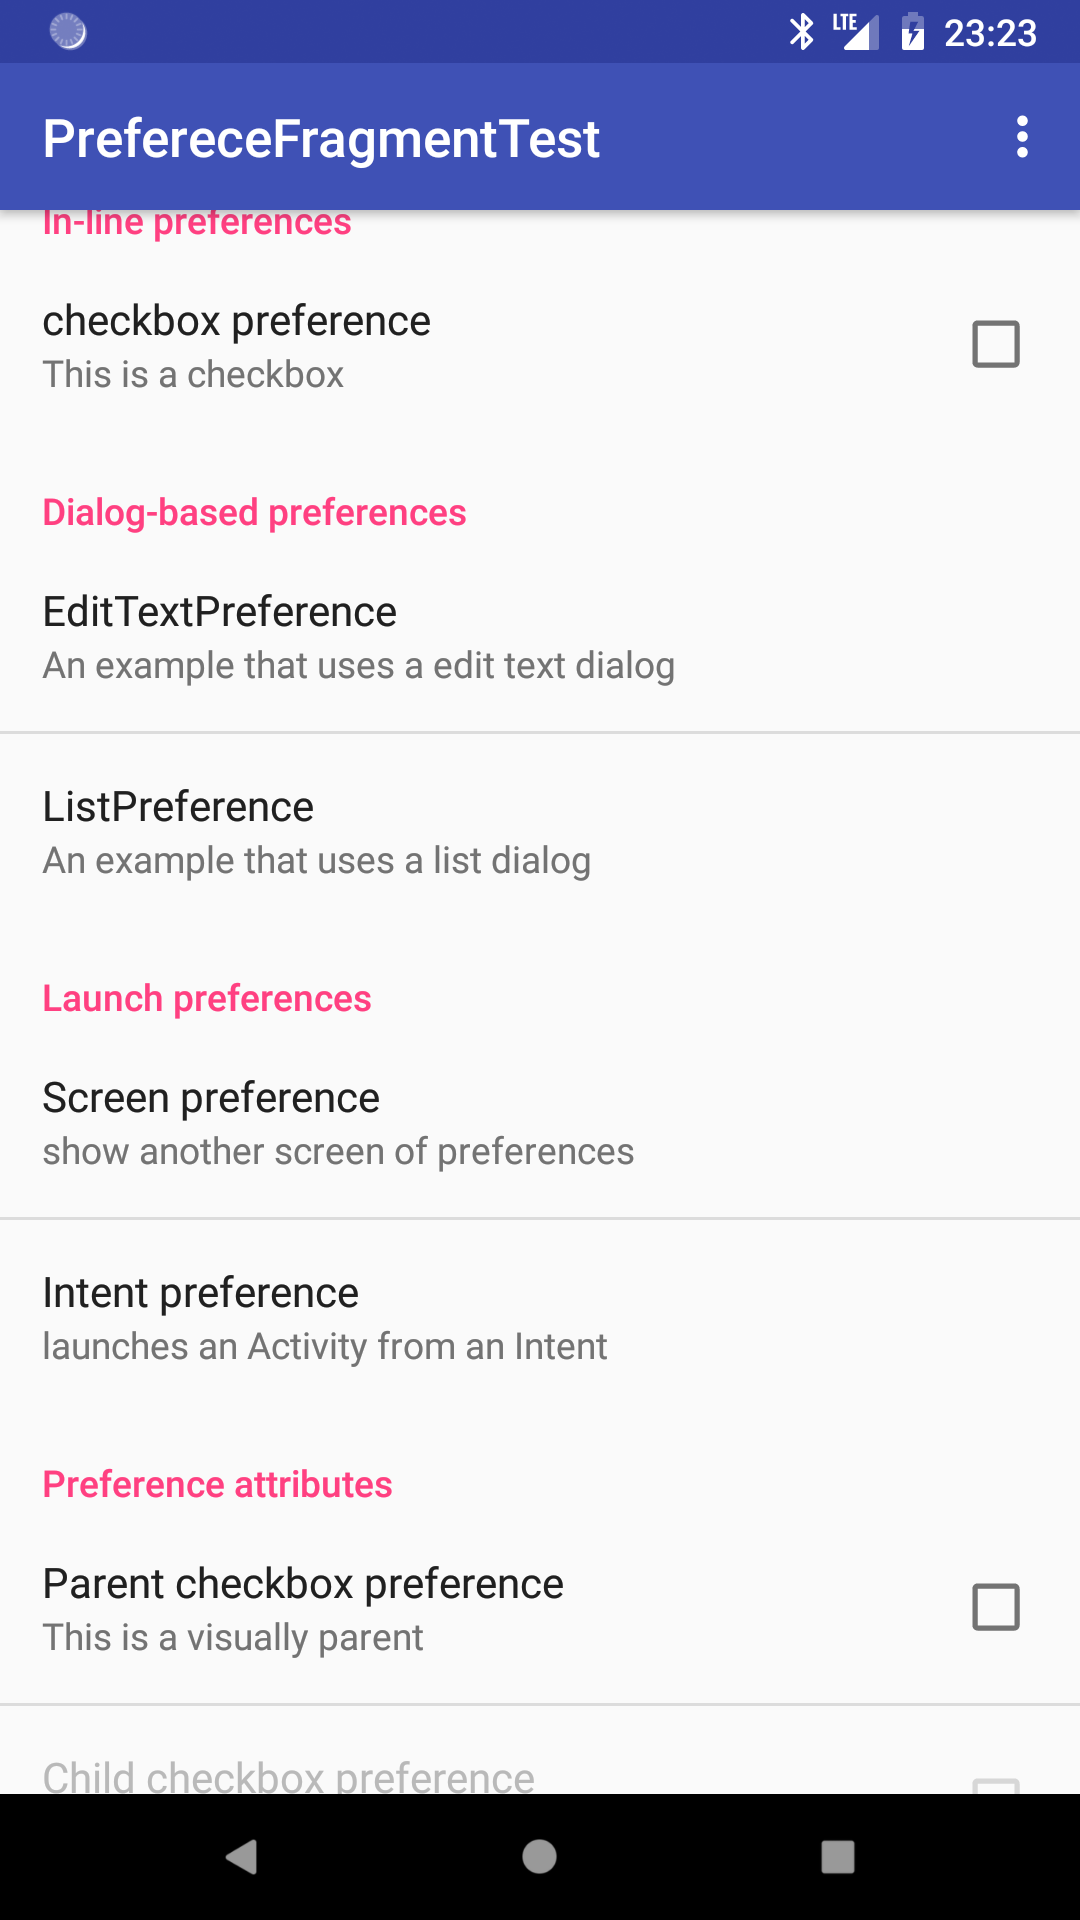 LTE 23:23
PrefereceFragmentTest
In-line preferences
checkbox preference
This is a checkbox
Dialog-based preferences
EditTextPreference
An example that uses a edit text dialog
ListPreference
An example that uses a list dialog
Launch preferences
Screen preference
show another screen of preferences
Intent preference
launches an Activity from an Intent
Preference attributes
Parent checkbox preference
This is a visually parent
Child checkbox preference